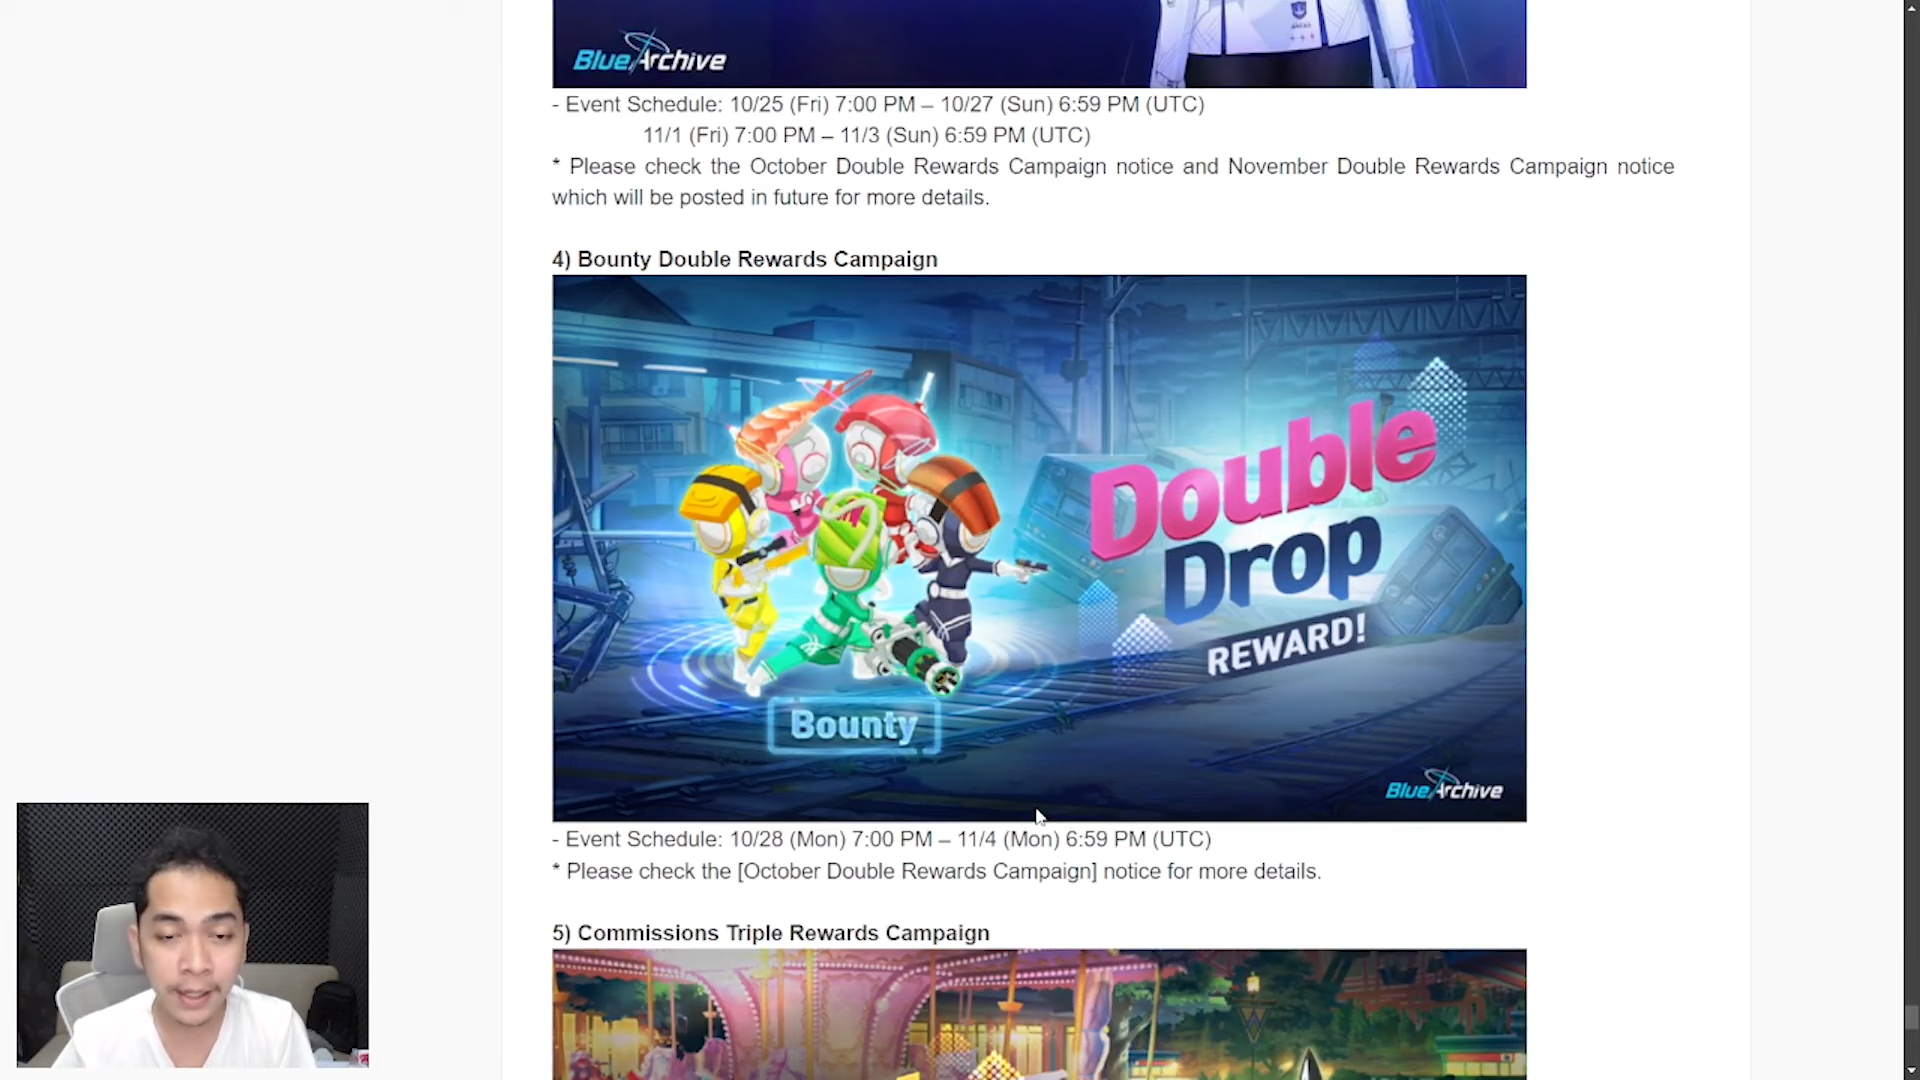 Blue Archive
- Event Schedule: 10/25 (Fri) 7:00 PM – 10/27 (Sun) 6:59 PM (UTC)
11/1 (Fri) 7:00 PM – 11/3 (Sun) 6:59 PM (UTC)
* Please check the October Double Rewards Campaign notice and November Double Rewards Campaign notice
which will be posted in future for more details.
4) Bounty Double Rewards Campaign
Double
Drop
REWARD!
Bounty
Blue Archive
- Event Schedule: 10/28 (Mon) 7:00 PM – 11/4 (Mon) 6:59 PM (UTC)
* Please check the [October Double Rewards Campaign] notice for more details.
5) Commissions Triple Rewards Campaign